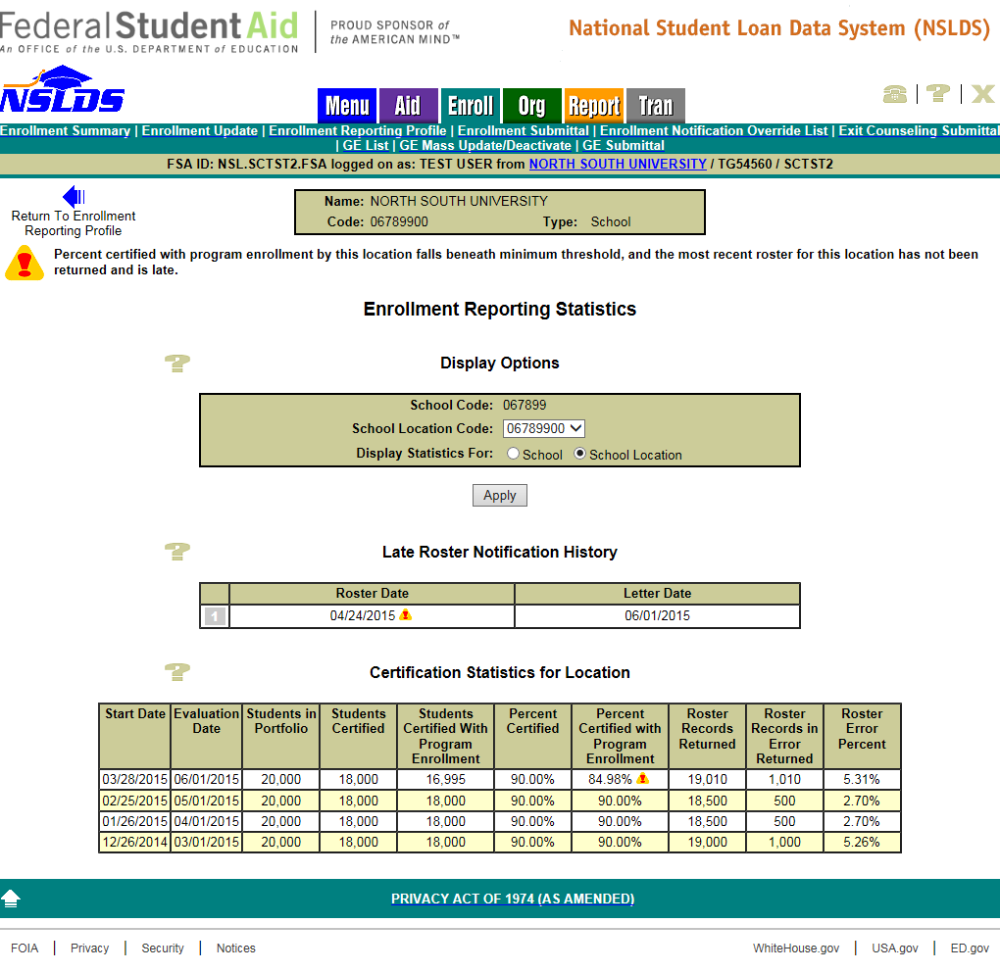 Federal Student Aid
An OFFICE of the U.S. DEPARTMENT of EDUCATION
PROUD SPONSOR of
the AMERICAN MIND™
National Student Loan Data System (NSLDS)
NSLDS
Menu Aid Enroll Org Report Tran
Enrollment Summary | Enrollment Update | Enrollment Reporting Profile | Enrollment Submittal | Enrollment Notification Override List | Exit Counseling Submittal
| GE List | GE Mass Update/Deactivate | GE Submittal
FSA ID: NSL.SCTST2.FSA logged on as: TEST USER from NORTH SOUTH UNIVERSITY / TG54560 / SCTST2
Return To Enrollment
Reporting Profile
Name: NORTH SOUTH UNIVERSITY
Code: 06789900 Type: School
Percent certified with program enrollment by this location falls beneath minimum threshold, and the most recent roster for this location has not been
returned and is late.
Enrollment Reporting Statistics
Display Options
School Code: 067899
School Location Code: 06789900
Display Statistics For: School School Location
Apply
Late Roster Notification History
Roster Date Letter Date
1 04/24/2015 06/01/2015
Certification Statistics for Location
Start Date Evaluation Date Students in Portfolio Students Certified Students Certified With Program Enrollment Percent Certified Percent Certified with Program Enrollment Roster Records Returned Roster Records in Error Returned Roster Error Percent
03/28/2015 06/01/2015 20,000 18,000 16,995 90.00% 84.98% 19,010 1,010 5.31%
02/25/2015 05/01/2015 20,000 18,000 18,000 90.00% 90.00% 18,500 500 2.70%
01/26/2015 04/01/2015 20,000 18,000 18,000 90.00% 90.00% 18,500 500 2.70%
12/26/2014 03/01/2015 20,000 18,000 18,000 90.00% 90.00% 19,000 1,000 5.26%
PRIVACY ACT OF 1974 (AS AMENDED)
FOIA | Privacy | Security | Notices WhiteHouse.gov | USA.gov | ED.gov